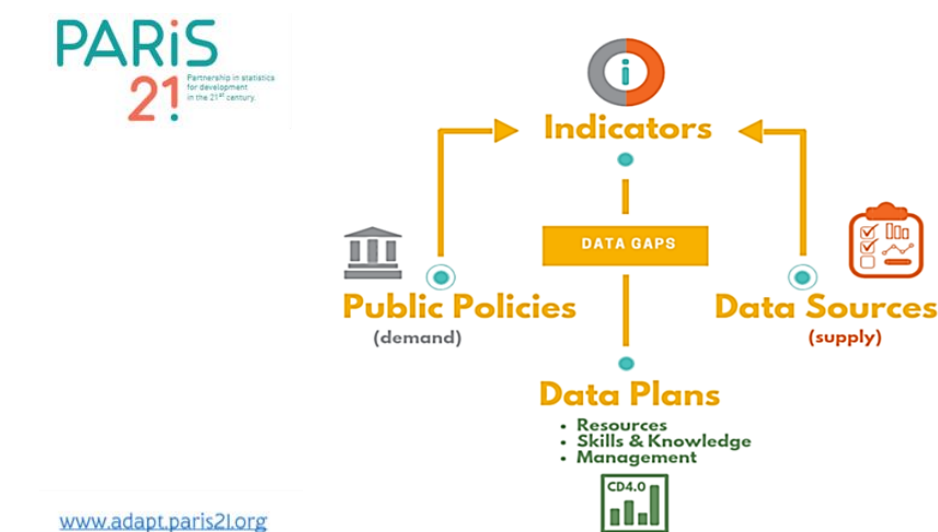 PARiS
21
Partnership in statistics
for development
in the 21st century.
i
Indicators
DATA GAPS
Public Policies
(demand)
Data Sources
(supply)
Data Plans
• Resources
• Skills & Knowledge
• Management
CD4.0
www.adapt.paris21.org